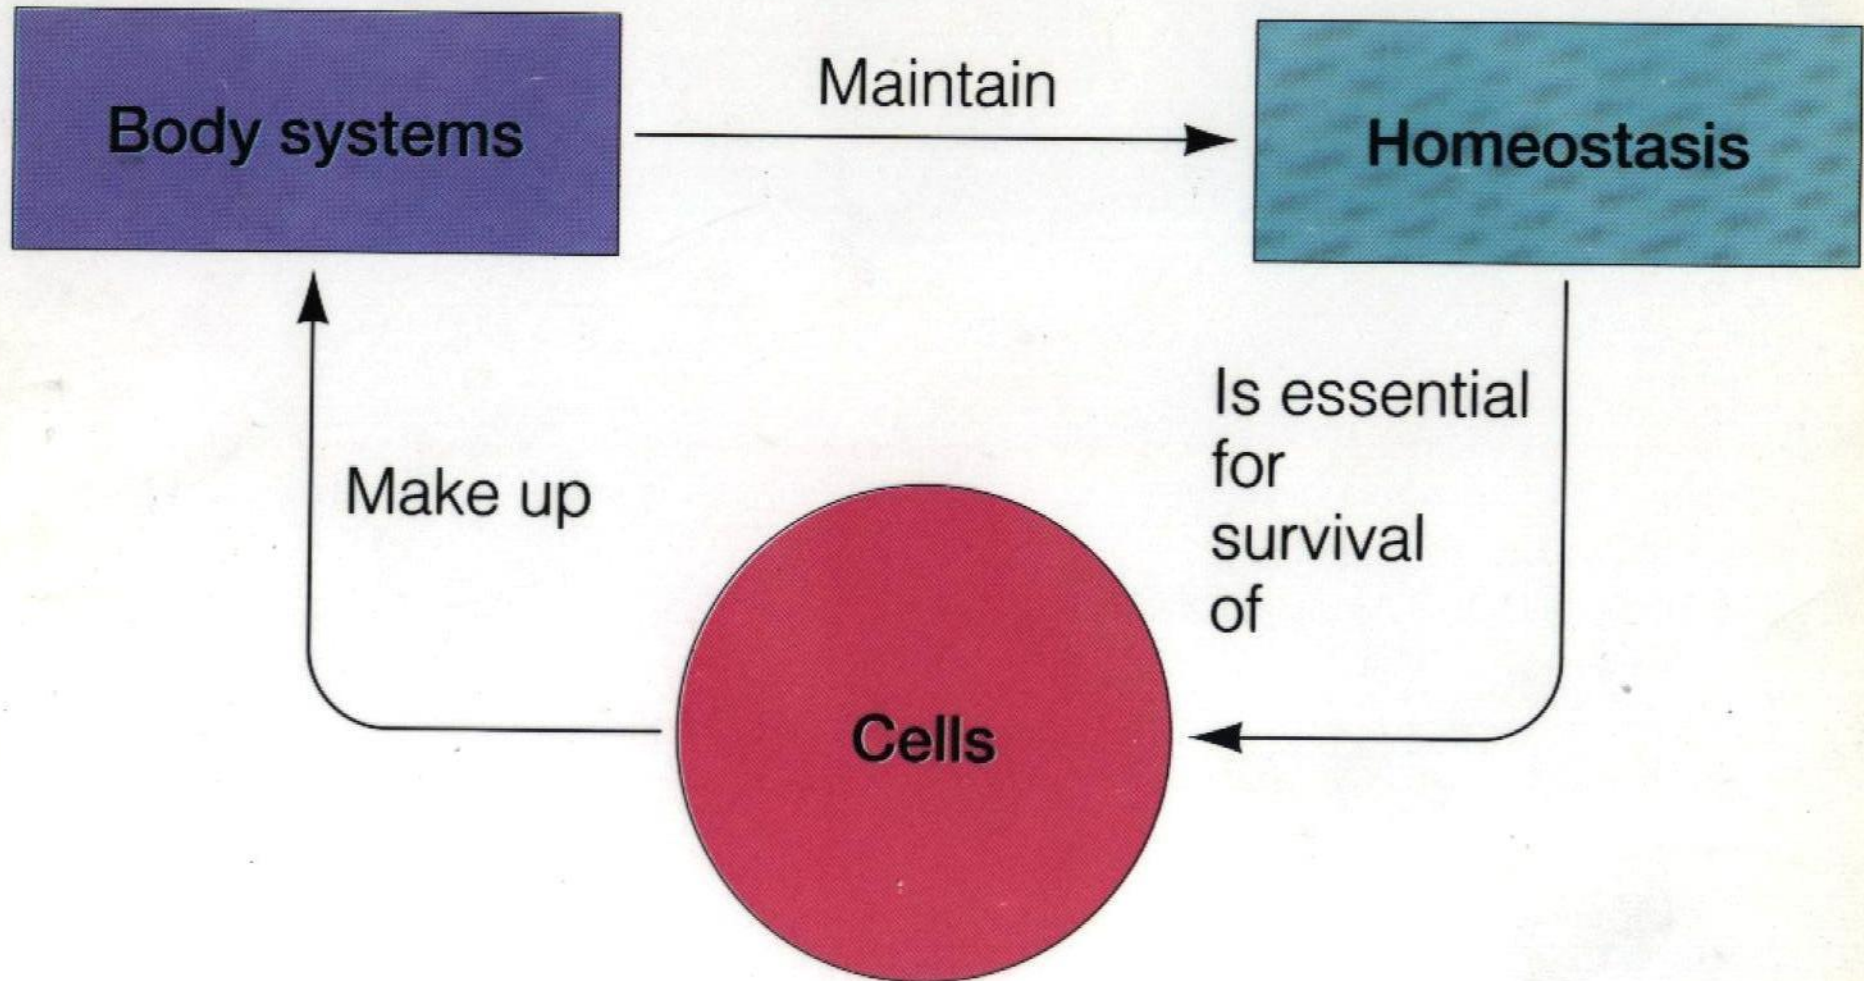 Body systems
Maintain
Homeostasis
Is essential
for
survival
of
Make up
Cells